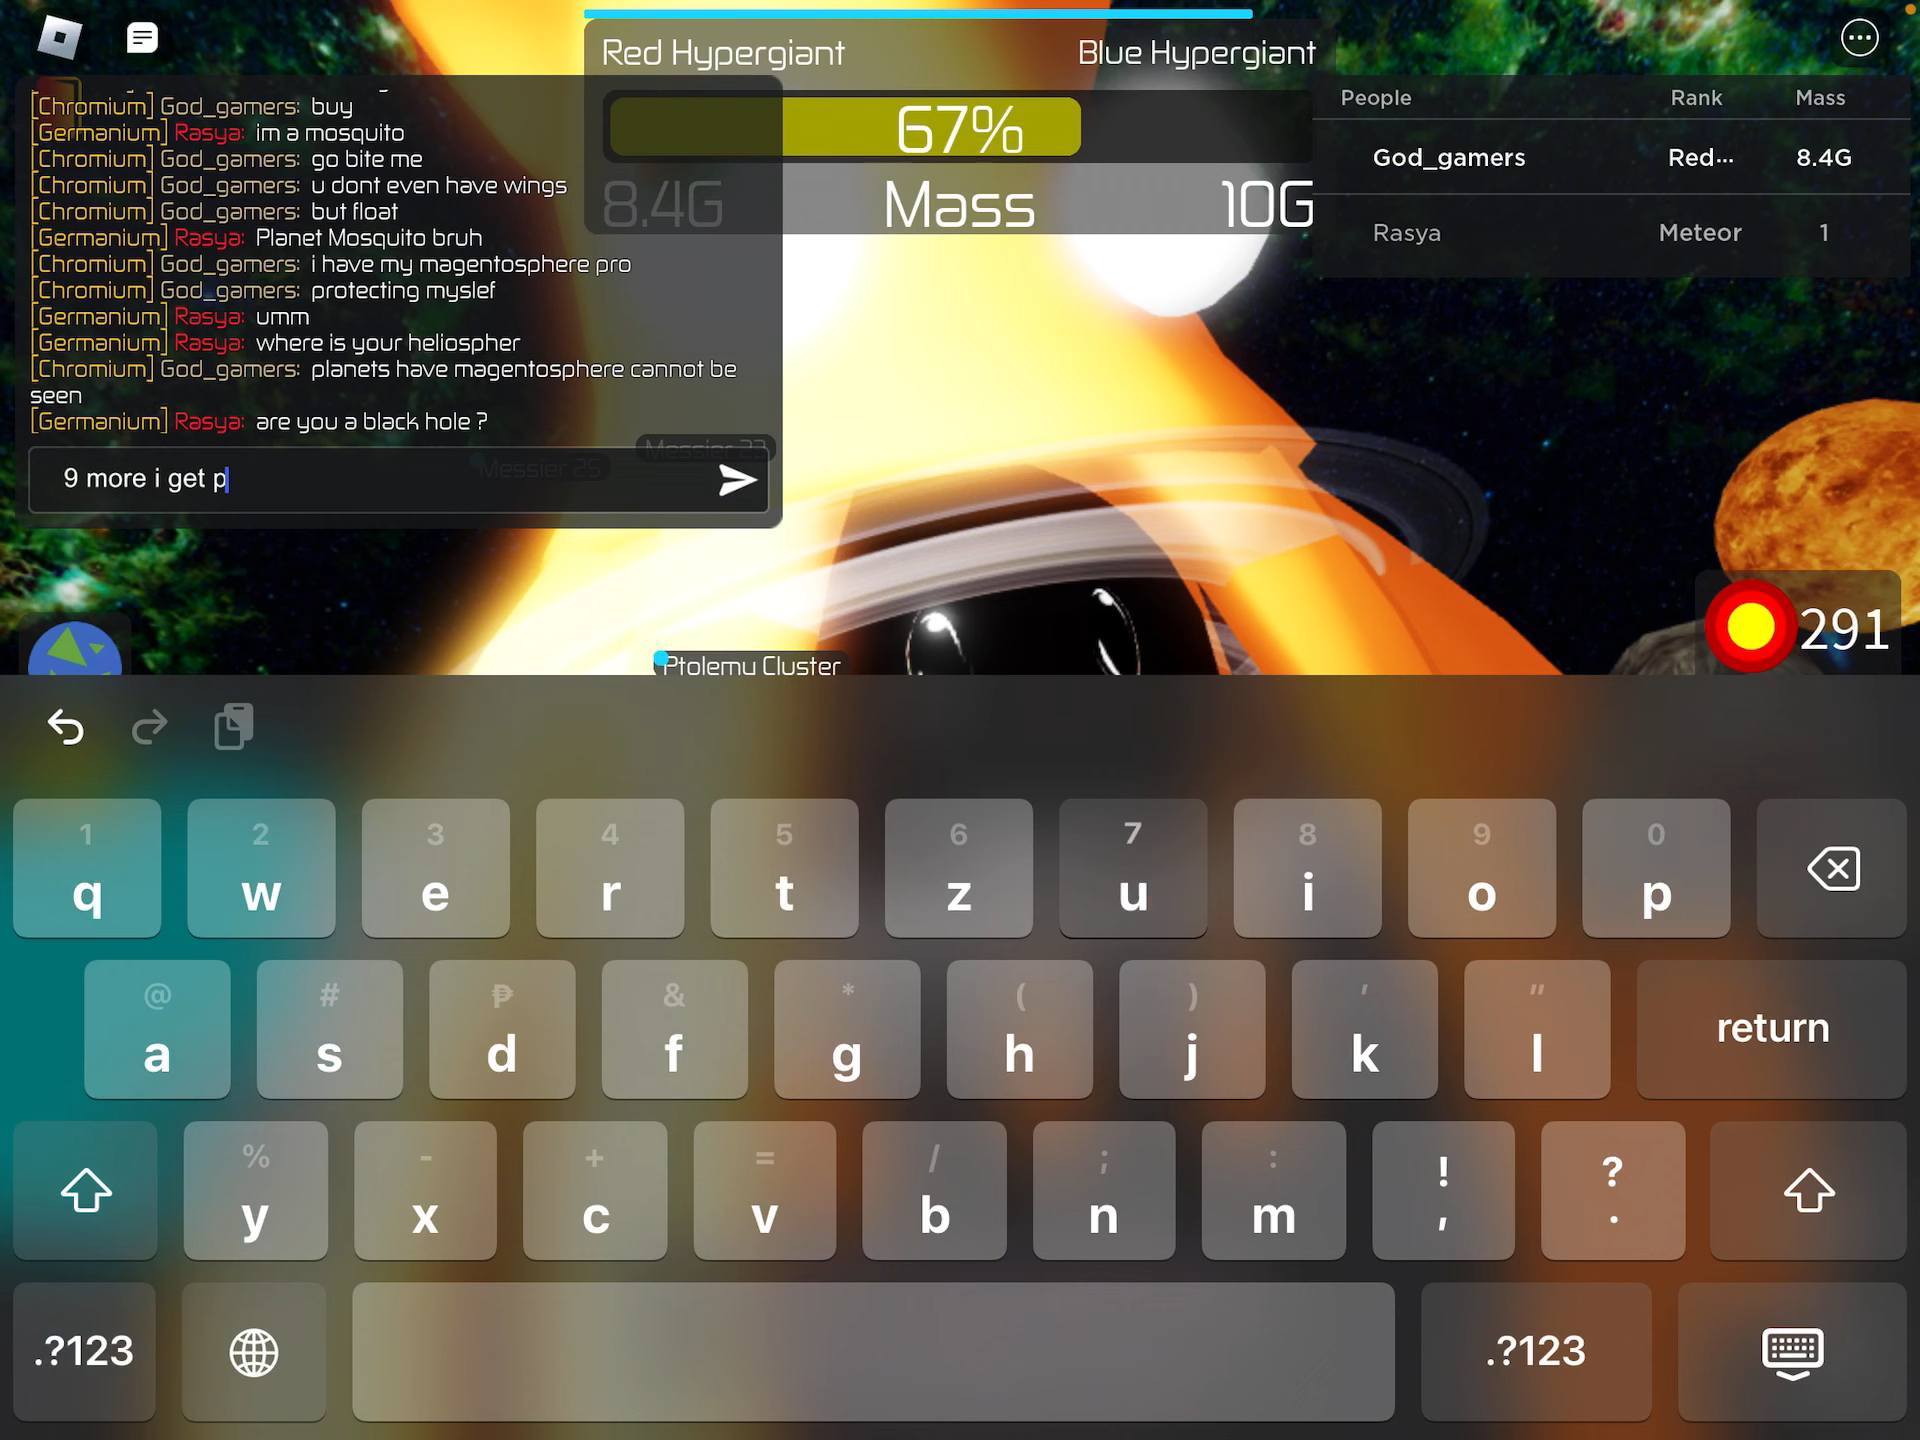 Red Hypergiant Blue Hypergiant
67%
8.4G Mass 10G
People Rank Mass
God_gamers Red... 8.4G
Rasya Meteor 1
[Chromium] God_gamers: buy
[Germanium] Rasya: im a mosquito
[Chromium] God_gamers: go bite me
[Chromium] God_gamers: u dont even have wings
[Chromium] God_gamers: but float
[Germanium] Rasya: Planet Mosquito bruh
[Chromium] God_gamers: i have my magentosphere pro
[Chromium] God_gamers: protecting myslef
[Germanium] Rasya: umm
[Germanium] Rasya: where is your heliospher
[Chromium] God_gamers: planets have magentosphere cannot be
seen
[Germanium] Rasya: are you a black hole ?
Messier 23
Messier 25
9 more i get p
291
Ptolemy Cluster
1 2 3 4 5 6 7 8 9 0
q w e r t z u i o p
@ # ₱ & * ( ) ' "
a s d f g h j k l return
% - + = / ; : ! ?
y x c v b n m , .
.?123 .?123